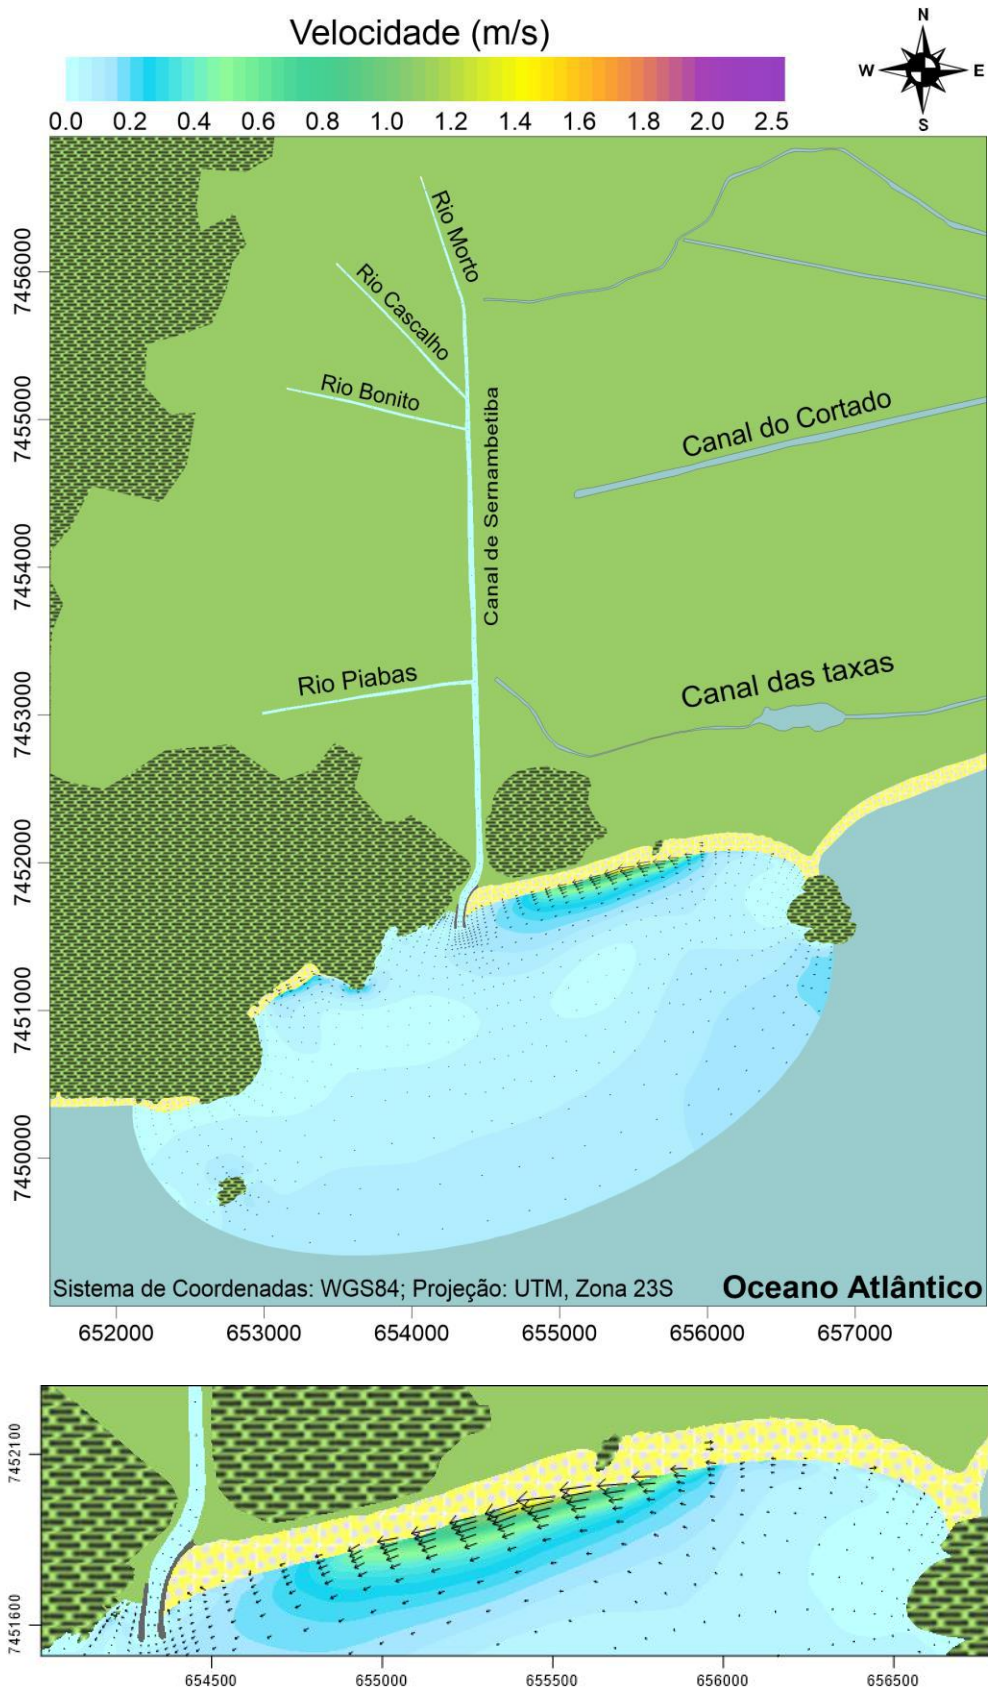 Velocidade (m/s)
N
W E
S
0.0 0.2 0.4 0.6 0.8 1.0 1.2 1.4 1.6 1.8 2.0 2.5
Rio Morto
7456000
Rio Cascalho
Rio Bonito
7455000
Canal do Cortado
Canal de Sernambetiba
7454000
Rio Piabas
Canal das taxas
7453000
7452000
7451000
7450000
Sistema de Coordenadas: WGS84; Projeção: UTM, Zona 23S
Oceano Atlântico
652000 653000 654000 655000 656000 657000
7452100
7451600
654500 655000 655500 656000 656500